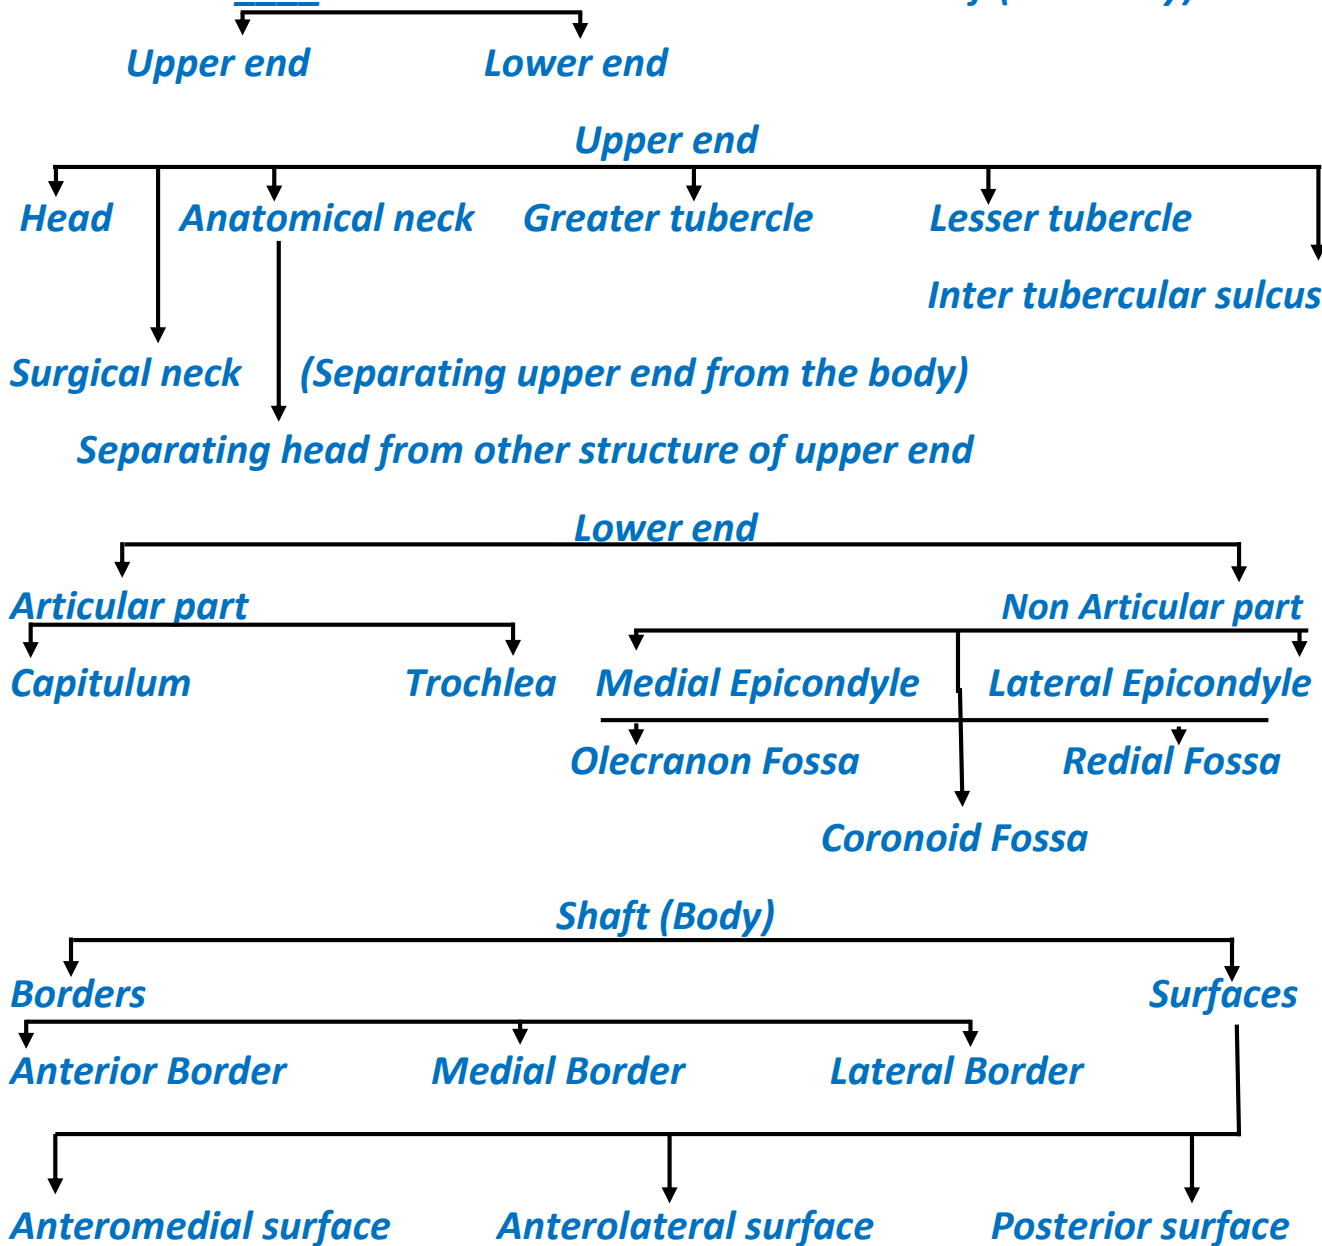 Upper end Lower end
Upper end
Head Anatomical neck Greater tubercle Lesser tubercle
Inter tubercular sulcus
Surgical neck (Separating upper end from the body)
Separating head from other structure of upper end
Lower end
Articular part Non Articular part
Capitulum Trochlea Medial Epicondyle Lateral Epicondyle
Olecranon Fossa Redial Fossa
Coronoid Fossa
Shaft (Body)
Borders Surfaces
Anterior Border Medial Border Lateral Border
Anteromedial surface Anterolateral surface Posterior surface